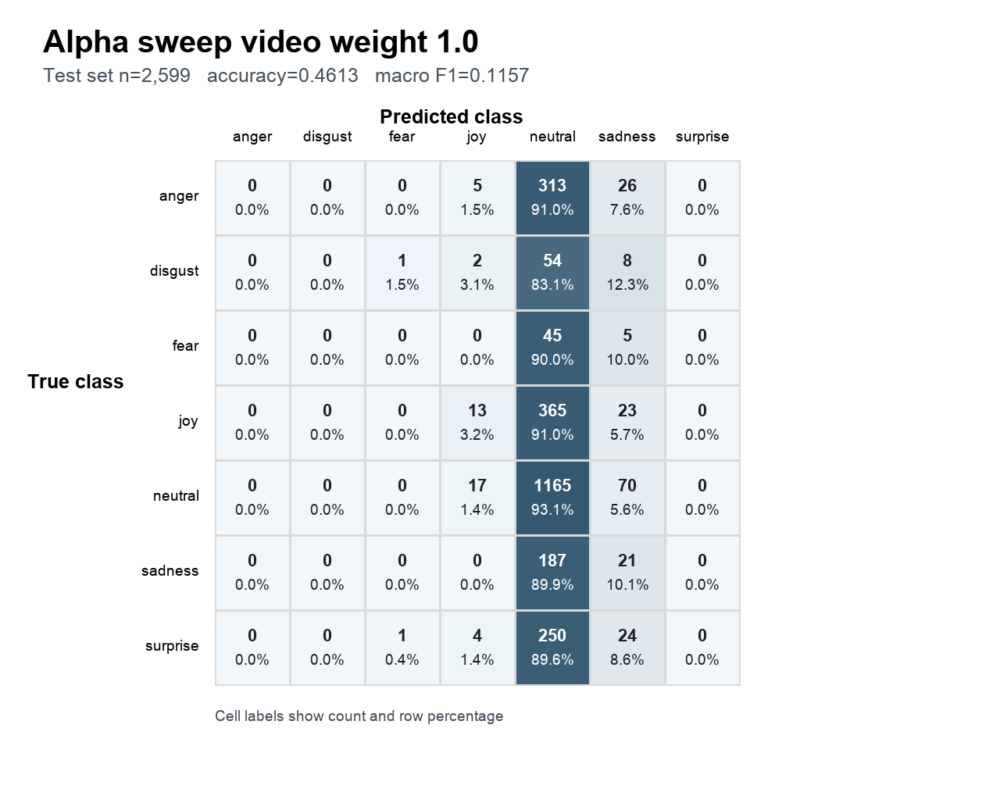 Alpha sweep video weight 1.0
Test set n=2,599 accuracy=0.4613 macro F1=0.1157
Predicted class
anger disgust fear joy neutral sadness surprise
anger
0 0 0 5 313 26 0
0.0% 0.0% 0.0% 1.5% 91.0% 7.6% 0.0%
disgust
0 0 1 2 54 8 0
0.0% 0.0% 1.5% 3.1% 83.1% 12.3% 0.0%
fear
0 0 0 0 45 5 0
0.0% 0.0% 0.0% 0.0% 90.0% 10.0% 0.0%
True class
joy
0 0 0 13 365 23 0
0.0% 0.0% 0.0% 3.2% 91.0% 5.7% 0.0%
neutral
0 0 0 17 1165 70 0
0.0% 0.0% 0.0% 1.4% 93.1% 5.6% 0.0%
sadness
0 0 0 0 187 21 0
0.0% 0.0% 0.0% 0.0% 89.9% 10.1% 0.0%
surprise
0 0 1 4 250 24 0
0.0% 0.0% 0.4% 1.4% 89.6% 8.6% 0.0%
Cell labels show count and row percentage